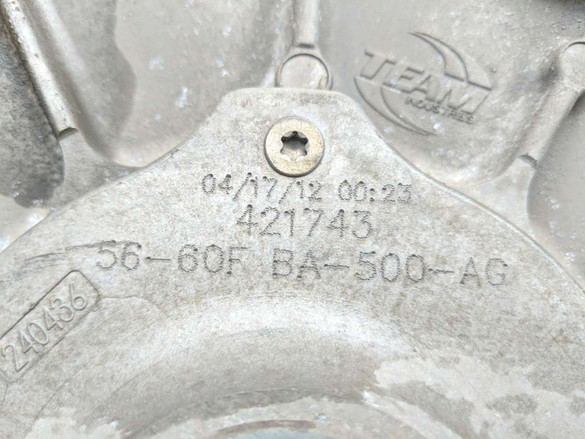 TEAM
INDUSTRIES
04/17/12 00:23
421743
56-60F BA-500-AG
240436